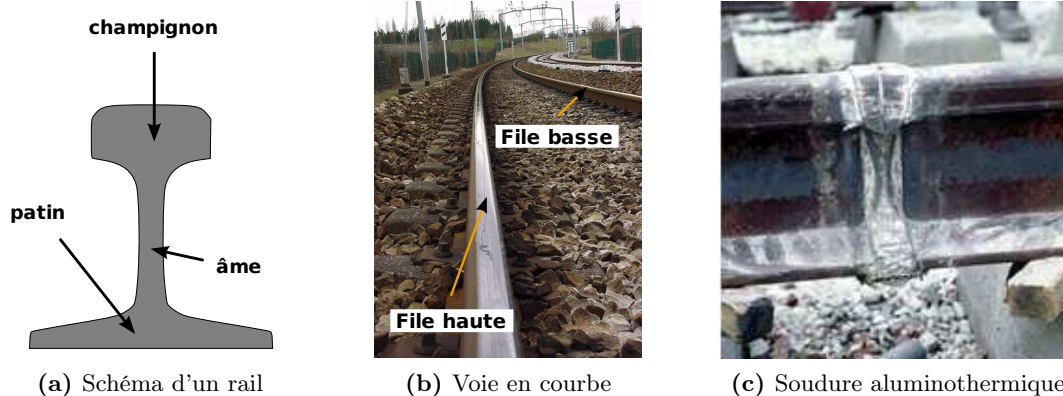 champignon
patin
âme
File basse
File haute
(a) Schéma d'un rail
(b) Voie en courbe
(c) Soudure aluminothermique